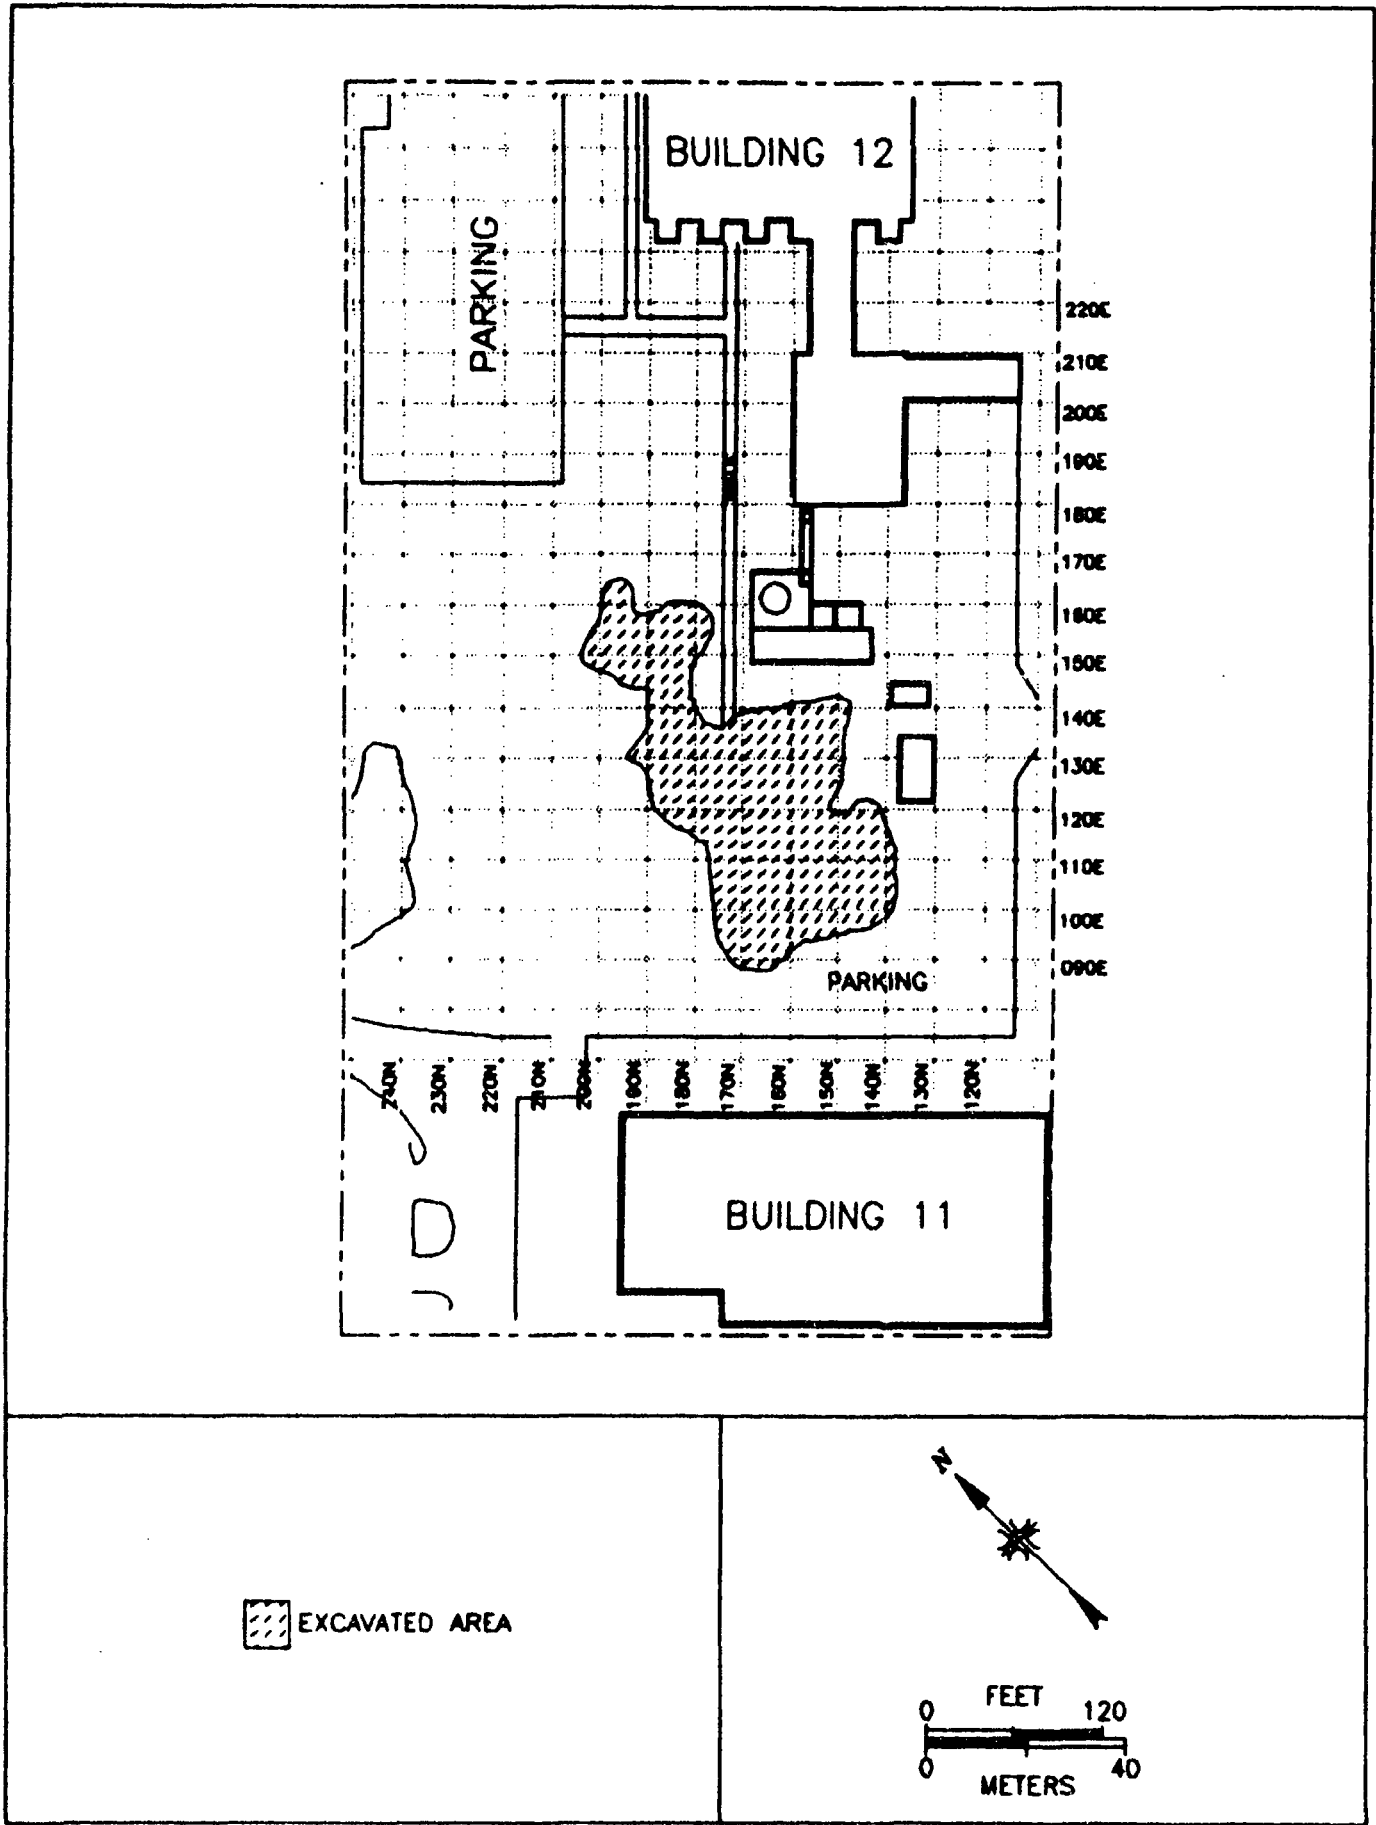 BUILDING 12
PARKING
220E
210E
200E
190E
180E
170E
160E
150E
140E
130E
120E
110E
100E
090E
PARKING
240N
230N
220N
210N
200N
190N
180N
170N
160N
150N
140N
130N
120N
BUILDING 11
N
EXCAVATED AREA
FEET
0 120
0 40
METERS